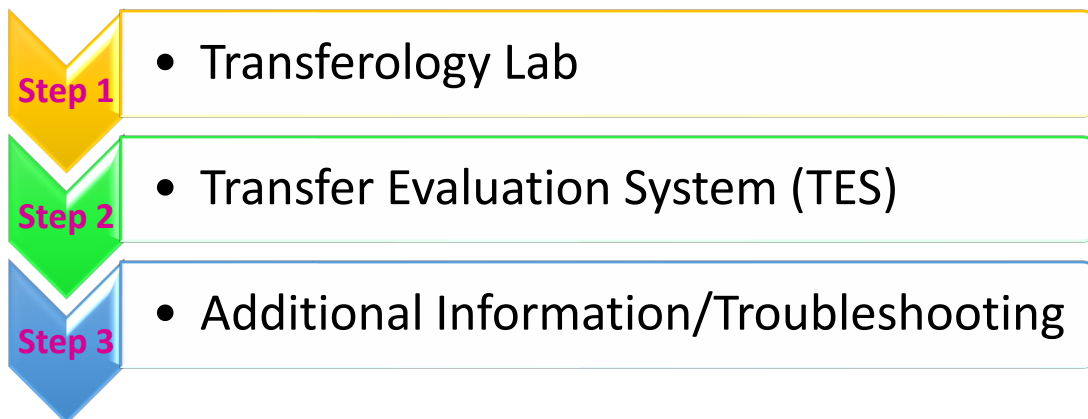 Step 1
• Transferology Lab
Step 2
• Transfer Evaluation System (TES)
Step 3
• Additional Information/Troubleshooting